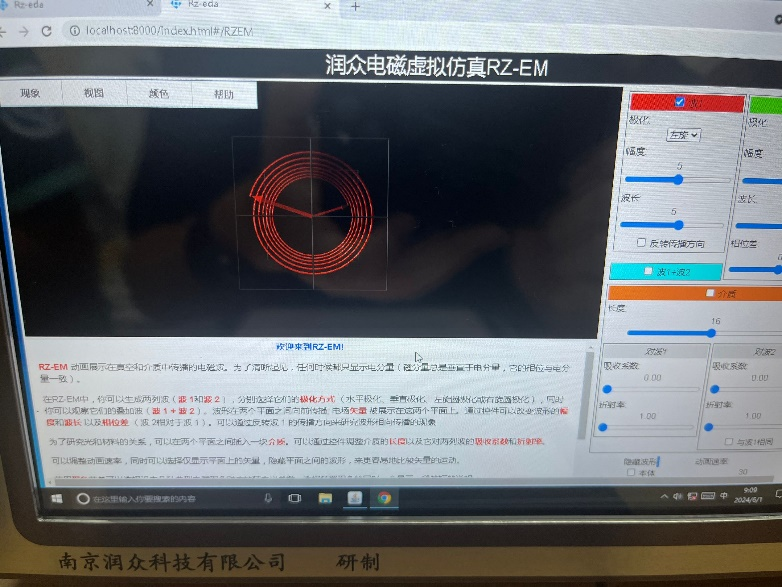 Rz-eda
Rz-eda
localhost:8000/index.html#/RZEM
润众电磁虚拟仿真RZ-EM
现象 视图 颜色 帮助
极化:
左旋
幅度:
5
波长:
5
反转传播方向
波1+波2
介质
长度:
16
对波1
对波2
吸收系数:
0.00
折射率:
1.00
吸收系数:
0.00
折射率:
1.00
与波1相同
隐藏波形
动画速率:
本体
30
极化:
幅度:
波长:
相位差:
欢迎来到RZ-EM!
RZ-EM 动画展示在真空和介质中传播的电磁波。为了清晰起见，任何时候都只显示电分量（磁分量总是垂直于电分量，它的相位与电分
量一致）。
在RZ-EM中，你可以生成两列波（波 1和波 2），分别选择它们的极化方式（水平极化、垂直极化、左旋圆极化或右旋圆极化），同时
你可以观察它们的叠加波（波 1 + 波 2）。波形在两个平面之间向前传播，电场矢量 被展示在这两个平面上。通过控件可以改变波形的幅
度和波长以及相位差（波 2相对于波 1）。可以通过反转波 1 的传播方向来研究波形相向传播的现象
为了研究光和材料的关系，可以在两个平面之间插入一块介质。可以通过控件调整介质的长度以及它对两列波的吸收系数和折射率.
可以调整动画速率，同时可以选择仅显示平面上的矢量，隐藏平面之间的波形，来更容易地比较矢量的运动。
在这里输入你要搜索的内容
中
9:08
2024/6/1
南京润众科技有限公司 研制